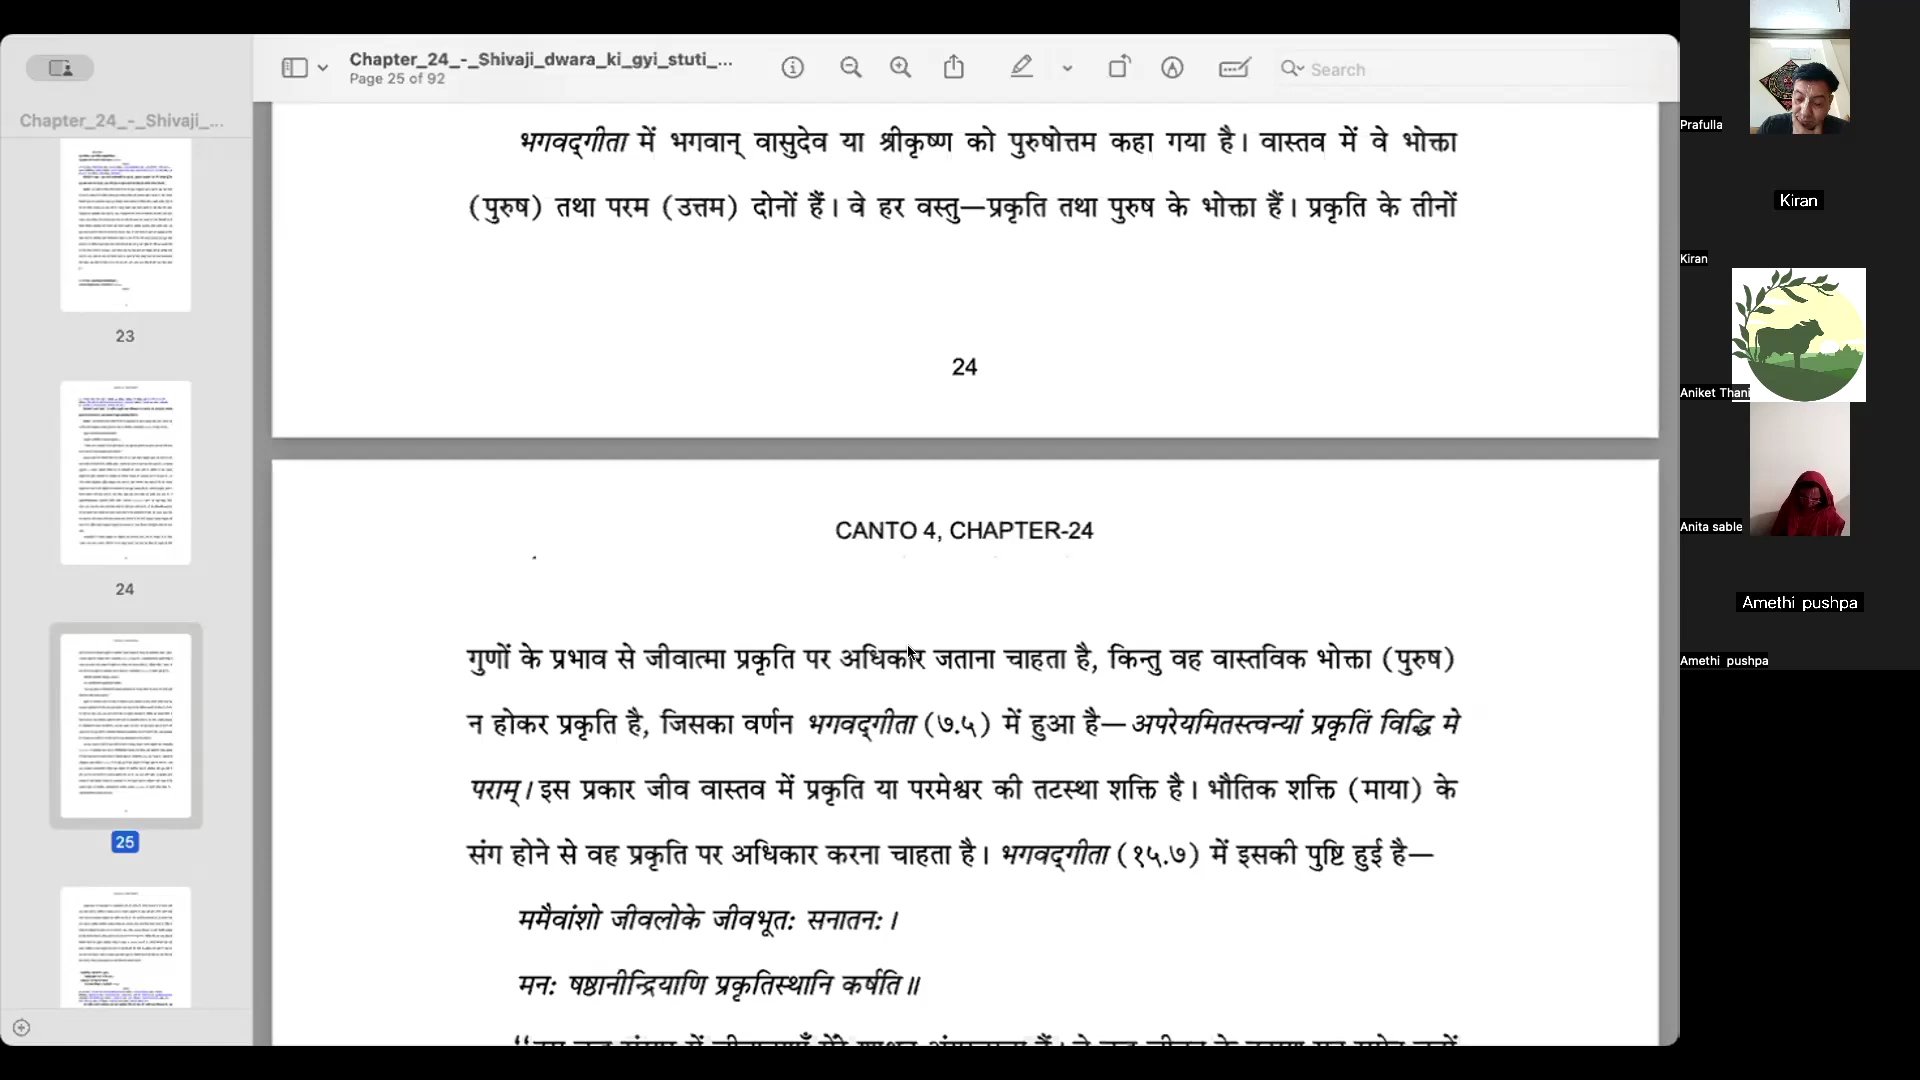 Chapter_24_-_Shivaji_dwara_ki_gyi_stuti_...
Page 25 of 92
Search
Chapter_24_-_Shivaji_...
23
24
25
भगवद्गीता में भगवान् वासुदेव या श्रीकृष्ण को पुरुषोत्तम कहा गया है। वास्तव में वे भोक्ता
(पुरुष) तथा परम (उत्तम) दोनों हैं। वे हर वस्तु—प्रकृति तथा पुरुष के भोक्ता हैं। प्रकृति के तीनों
24
CANTO 4, CHAPTER-24
गुणों के प्रभाव से जीवात्मा प्रकृति पर अधिकार जताना चाहता है, किन्तु वह वास्तविक भोक्ता (पुरुष)
न होकर प्रकृति है, जिसका वर्णन भगवद्गीता (७.५) में हुआ है—अपरेयमितस्त्वन्यां प्रकृतिं विद्धि मे
पराम्। इस प्रकार जीव वास्तव में प्रकृति या परमेश्वर की तटस्था शक्ति है। भौतिक शक्ति (माया) के
संग होने से वह प्रकृति पर अधिकार करना चाहता है। भगवद्गीता (१५.७) में इसकी पुष्टि हुई है—
ममैवांशो जीवलोके जीवभूतः सनातनः।
मनः षष्ठानीन्द्रियाणि प्रकृतिस्थानि कर्षति॥
Prafulla
Kiran
Kiran
Aniket Thani
Anita sable
Amethi pushpa
Amethi pushpa